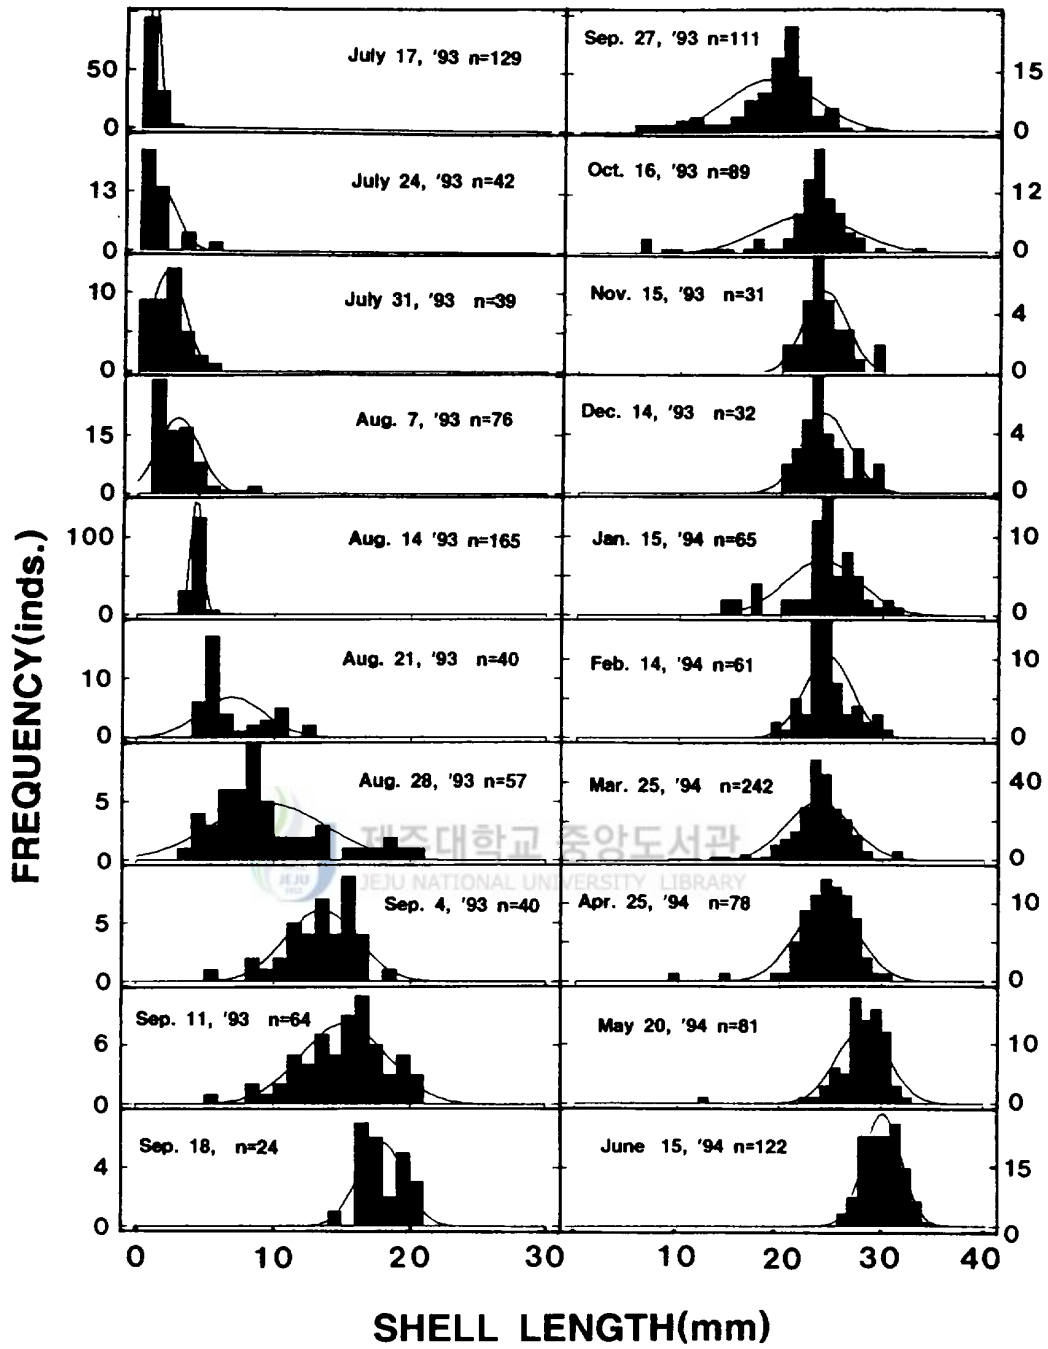 July 17, '93 n=129
50
0
July 24, '93 n=42
13
0
July 31, '93 n=39
10
0
Aug. 7, '93 n=76
15
0
Aug. 14 '93 n=165
100
0
Aug. 21, '93 n=40
10
0
Aug. 28, '93 n=57
5
0
Sep. 4, '93 n=40
5
0
Sep. 11, '93 n=64
6
0
Sep. 18, n=24
4
0
0 10 20 30
Sep. 27, '93 n=111
15
0
Oct. 16, '93 n=89
12
0
Nov. 15, '93 n=31
4
0
Dec. 14, '93 n=32
4
0
Jan. 15, '94 n=65
10
0
Feb. 14, '94 n=61
10
0
Mar. 25, '94 n=242
40
0
Apr. 25, '94 n=78
10
0
May 20, '94 n=81
10
0
June 15, '94 n=122
15
0
10 20 30 40
FREQUENCY(inds.)
SHELL LENGTH(mm)
제주대학교 중앙도서관
JEJU NATIONAL UNIVERSITY LIBRARY
JEJU
1952